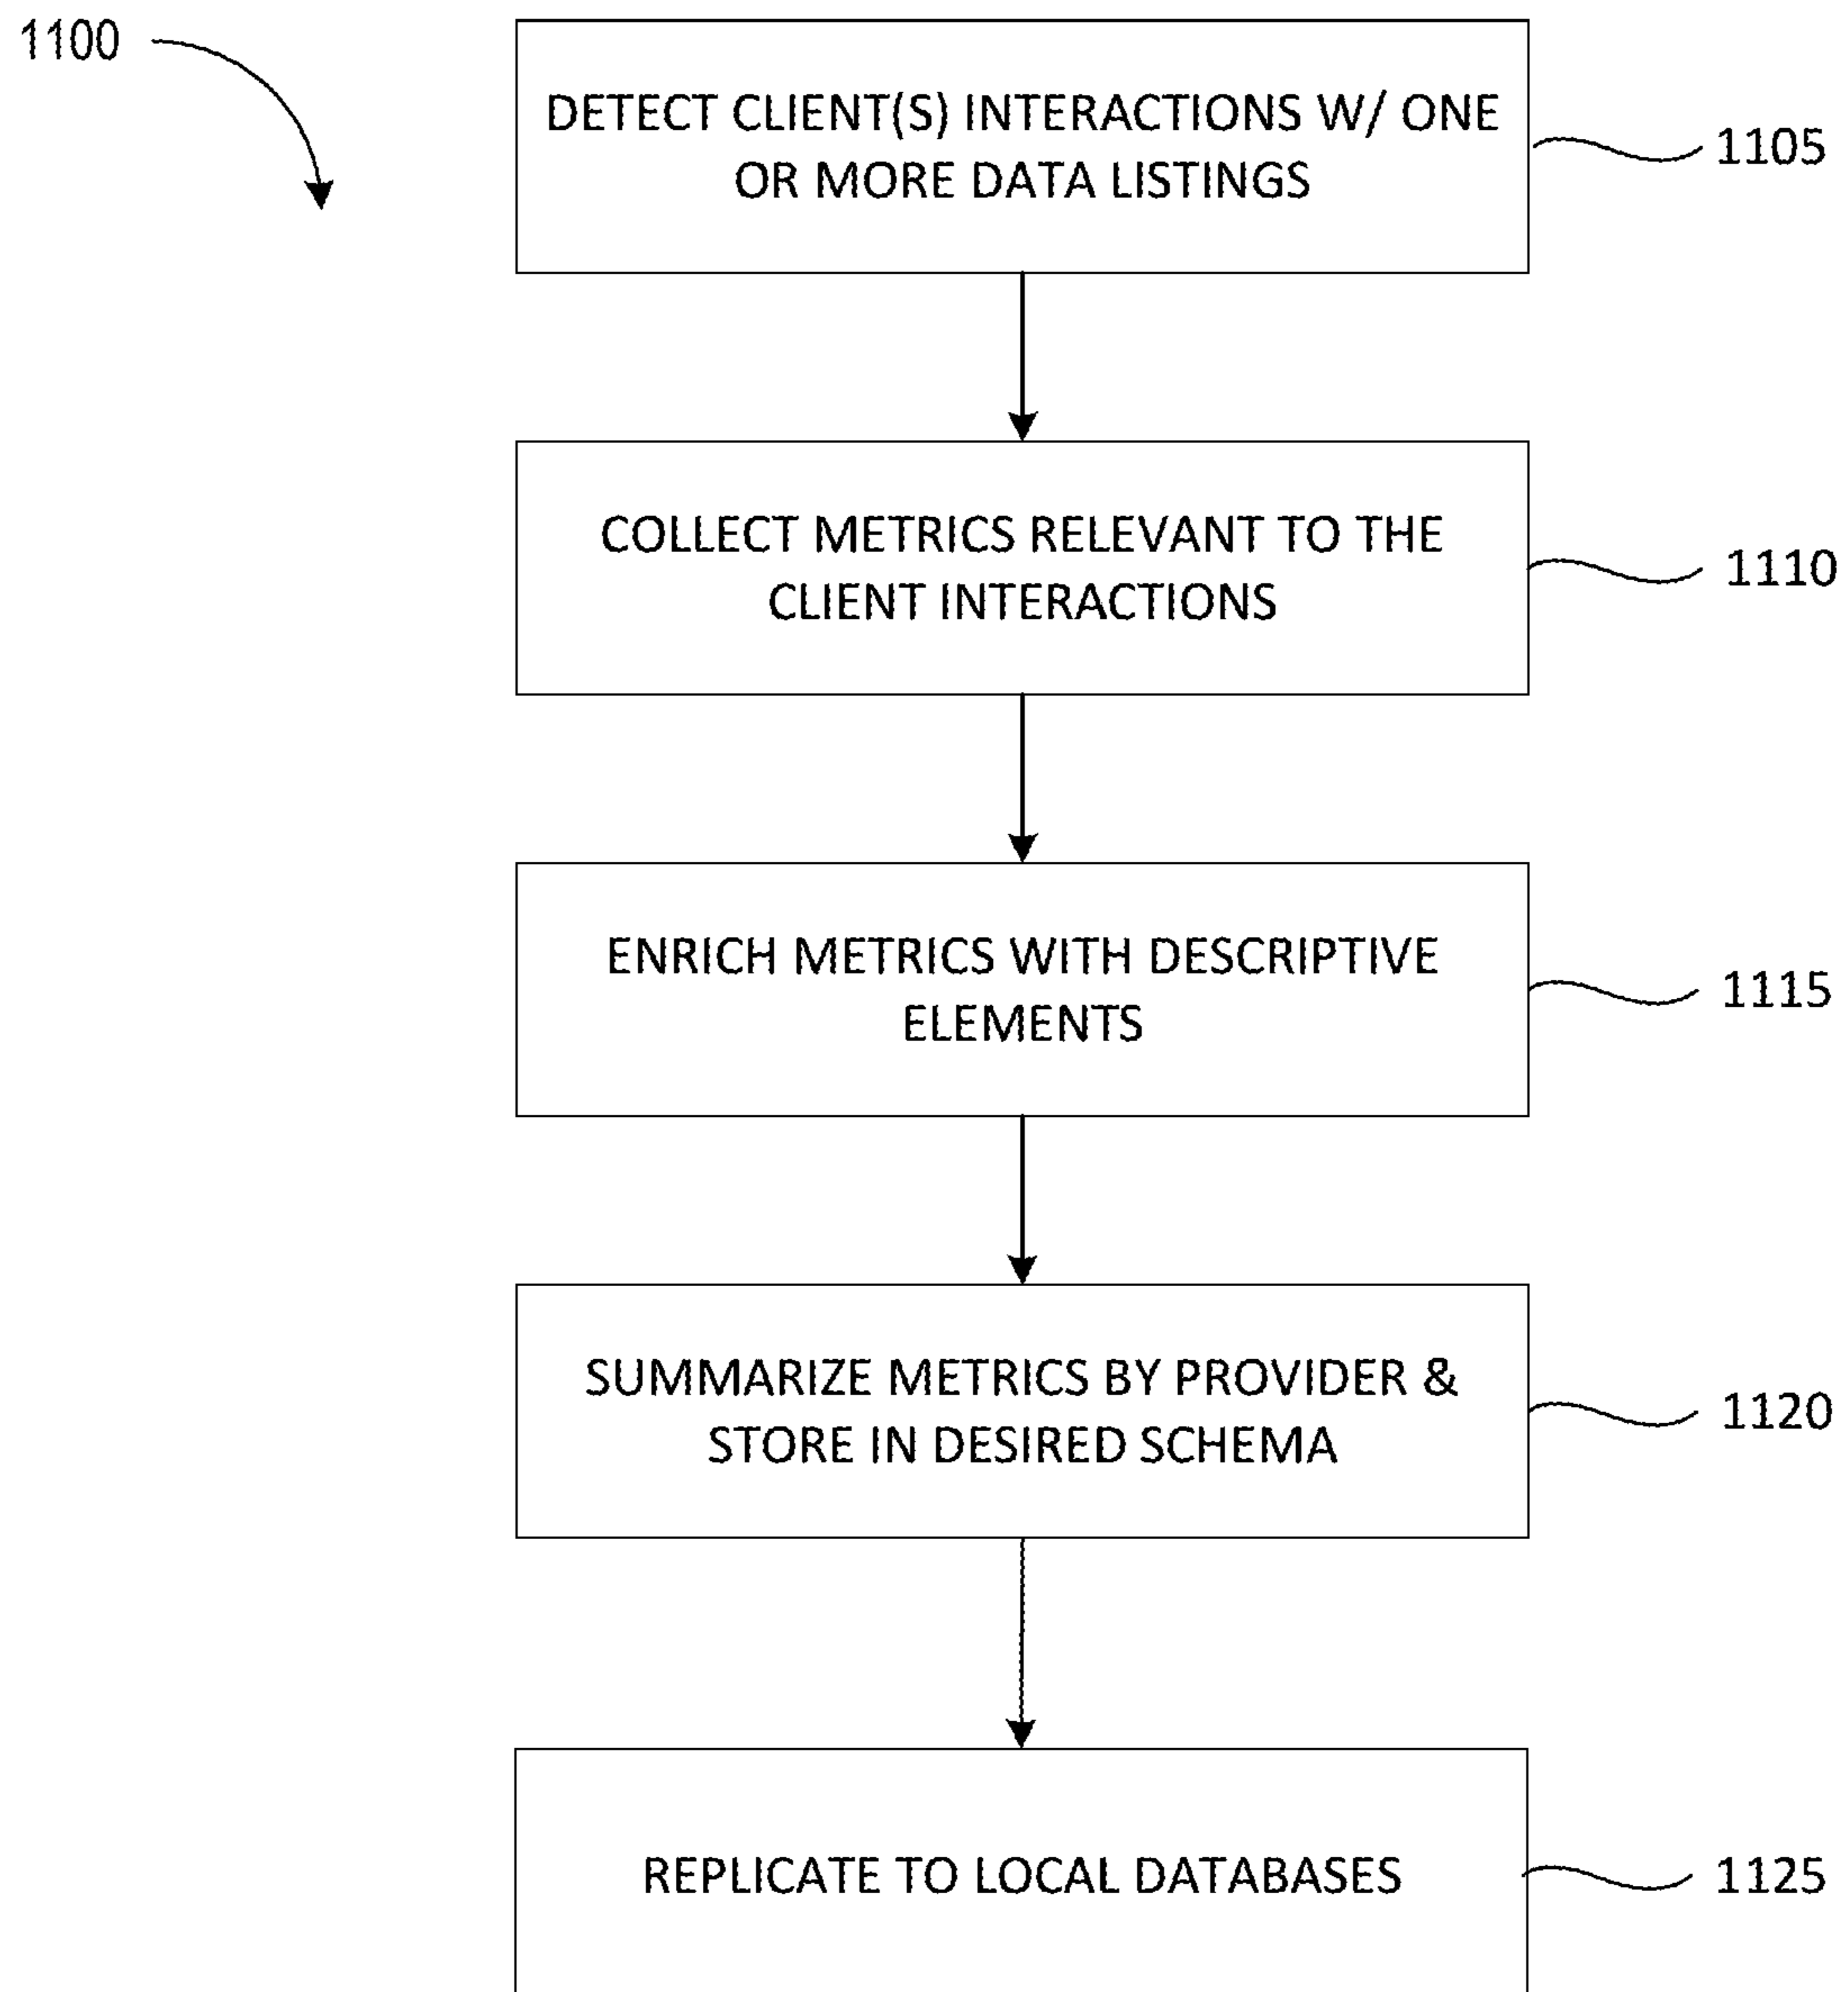 1100
DETECT CLIENT(S) INTERACTIONS W/ ONE
OR MORE DATA LISTINGS
1105
COLLECT METRICS RELEVANT TO THE
CLIENT INTERACTIONS
1110
ENRICH METRICS WITH DESCRIPTIVE
ELEMENTS
1115
SUMMARIZE METRICS BY PROVIDER &
STORE IN DESIRED SCHEMA
1120
REPLICATE TO LOCAL DATABASES
1125